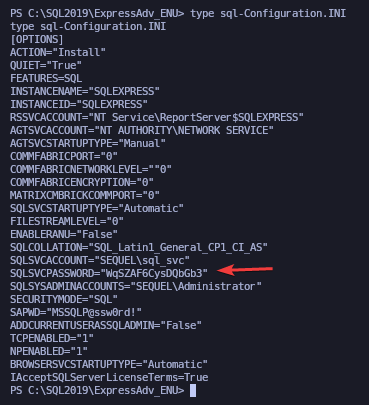 PS C:\SQL2019\ExpressAdv_ENU> type sql-Configuration.INI
type sql-Configuration.INI
[OPTIONS]
ACTION="Install"
QUIET="True"
FEATURES=SQL
INSTANCENAME="SQLEXPRESS"
INSTANCEID="SQLEXPRESS"
RSSVCACCOUNT="NT Service\ReportServer$SQLEXPRESS"
AGTSVCACCOUNT="NT AUTHORITY\NETWORK SERVICE"
AGTSVCSTARTUPTYPE="Manual"
COMMFABRICPORT="0"
COMMFABRICNETWORKLEVEL=""0"
COMMFABRICENCRYPTION="0"
MATRIXCMBRICKCOMMPORT="0"
SQLSVCSTARTUPTYPE="Automatic"
FILESTREAMLEVEL="0"
ENABLERANU="False"
SQLCOLLATION="SQL_Latin1_General_CP1_CI_AS"
SQLSVCACCOUNT="SEQUEL\sql_svc"
SQLSVCPASSWORD="WqSZAF6CysDQbGb3"
SQLSYSADMINACCOUNTS="SEQUEL\Administrator"
SECURITYMODE="SQL"
SAPWD="MSSQLP@ssw0rd!"
ADDCURRENTUSERASSQLADMIN="False"
TCPENABLED="1"
NPENABLED="1"
BROWSERSVCSTARTUPTYPE="Automatic"
IAcceptSQLServerLicenseTerms=True
PS C:\SQL2019\ExpressAdv_ENU>